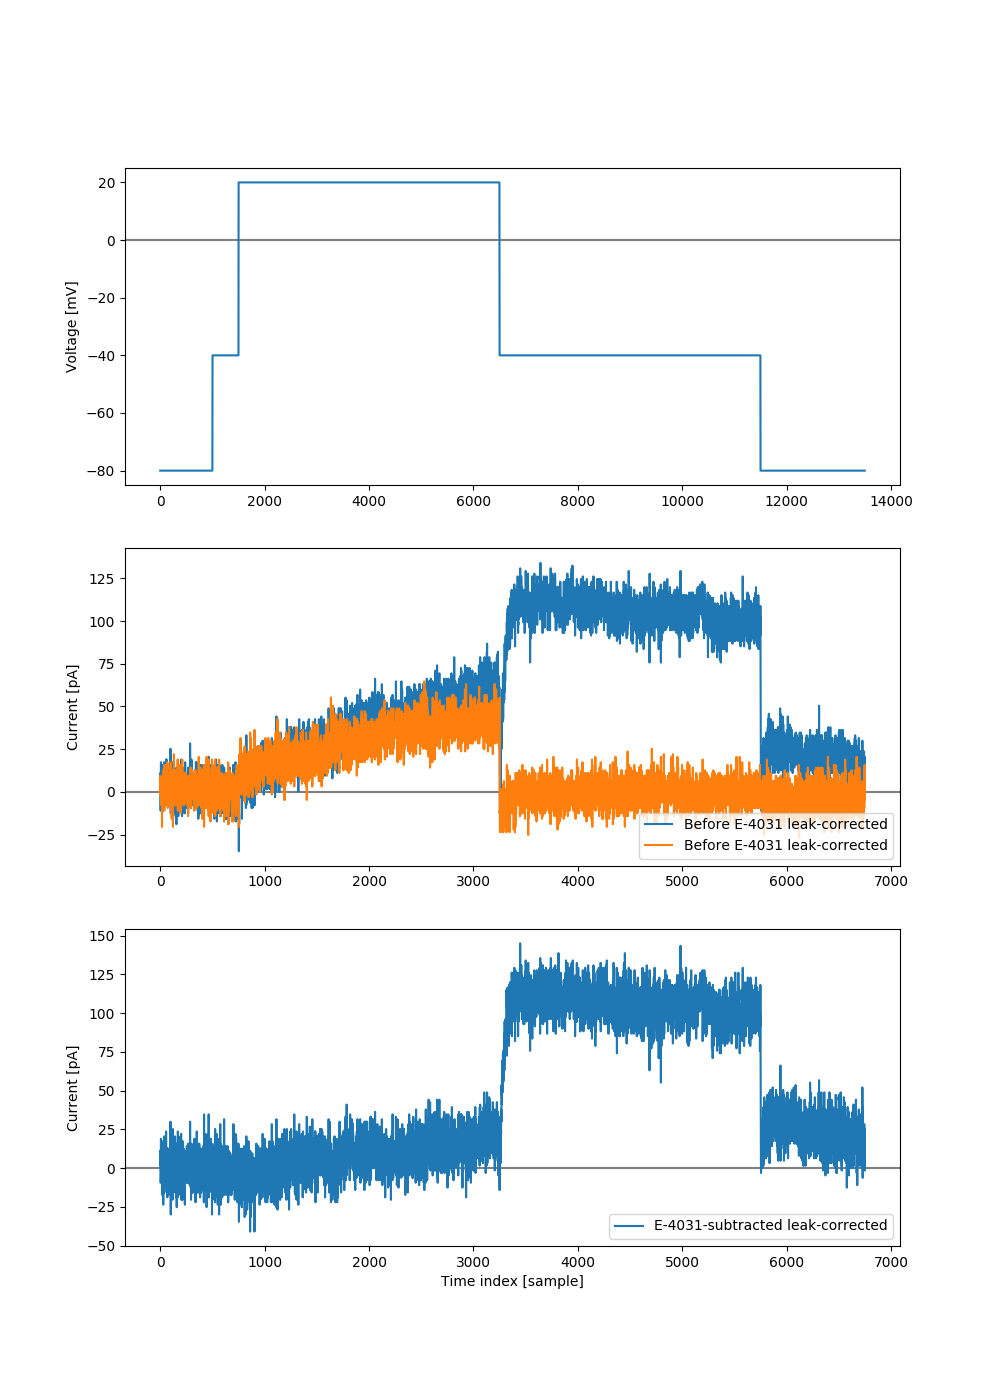 20
0
−20
−40
−60
−80
Voltage [mV]
0 2000 4000 6000 8000 10000 12000 14000
125
100
75
50
25
0
−25
Current [pA]
Before E-4031 leak-corrected
Before E-4031 leak-corrected
0 1000 2000 3000 4000 5000 6000 7000
150
125
100
75
50
25
0
−25
−50
Current [pA]
E-4031-subtracted leak-corrected
0 1000 2000 3000 4000 5000 6000 7000
Time index [sample]